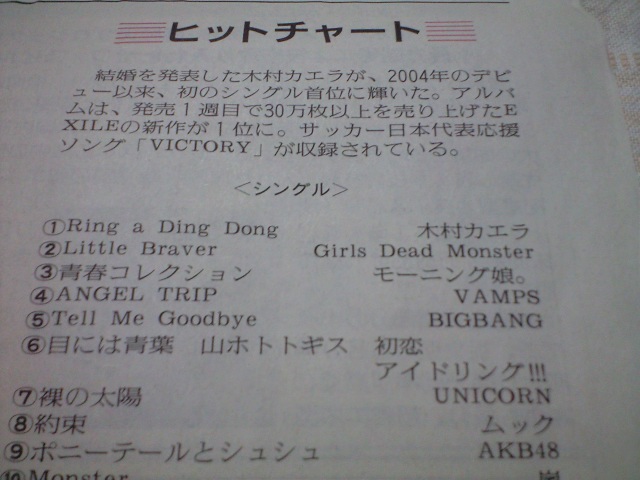 ヒットチャート
結婚を発表した木村カエラが、2004年のデビ
ュー以来、初のシングル首位に輝いた。アルバ
ムは、発売1週目で30万枚以上を売り上げたE
XILEの新作が1位に。サッカー日本代表応援
ソング「VICTORY」が収録されている。
<シングル>
①Ring a Ding Dong 木村カエラ
②Little Braver Girls Dead Monster
③青春コレクション モーニング娘。
④ANGEL TRIP VAMPS
⑤Tell Me Goodbye BIGBANG
⑥目には青葉 山ホトトギス 初恋
アイドリング!!!
⑦裸の太陽 UNICORN
⑧約束 ムック
⑨ポニーテールとシュシュ AKB48
⑩Monster 嵐